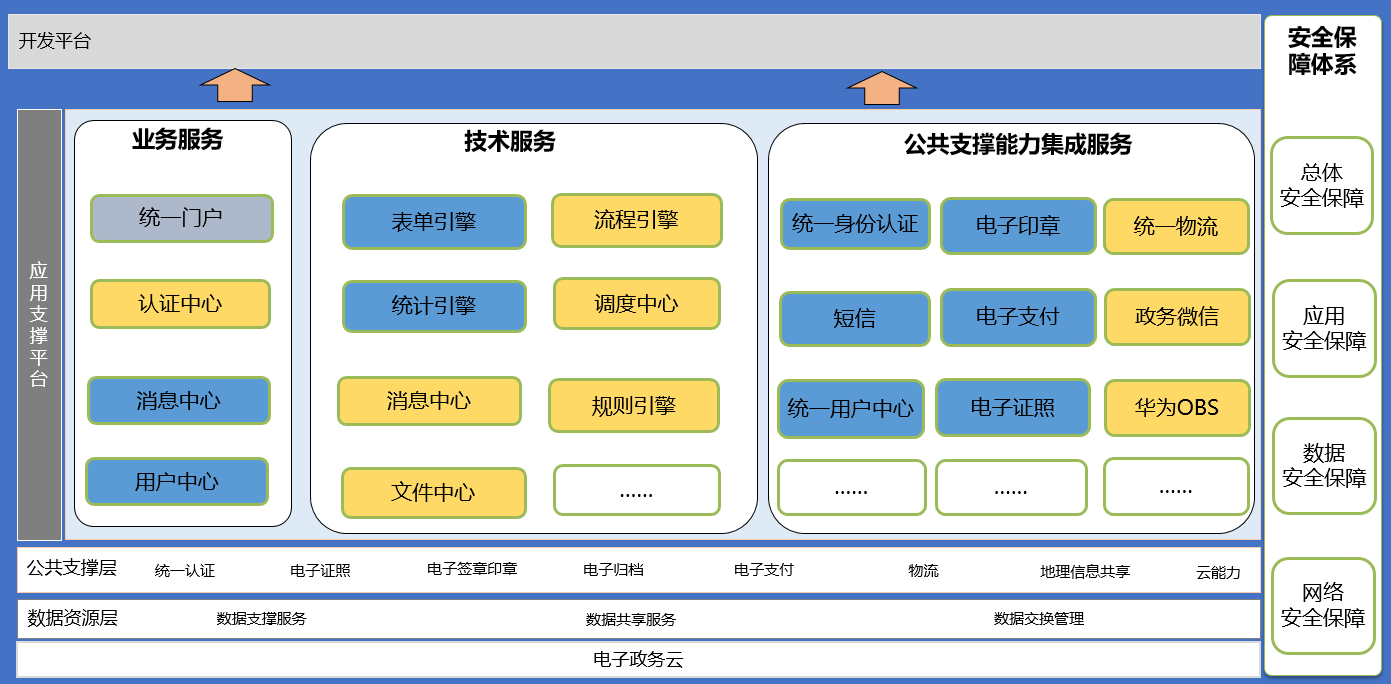 开发平台
应用支撑平台
业务服务
统一门户
认证中心
消息中心
用户中心
技术服务
表单引擎
流程引擎
统计引擎
调度中心
消息中心
规则引擎
文件中心
......
公共支撑能力集成服务
统一身份认证
电子印章
统一物流
短信
电子支付
政务微信
统一用户中心
电子证照
华为OBS
......
......
......
公共支撑层
统一认证
电子证照
电子签章印章
电子归档
电子支付
物流
地理信息共享
云能力
数据资源层
数据支撑服务
数据共享服务
数据交换管理
电子政务云
安全保
障体系
总体
安全保障
应用
安全保障
数据
安全保障
网络
安全保障